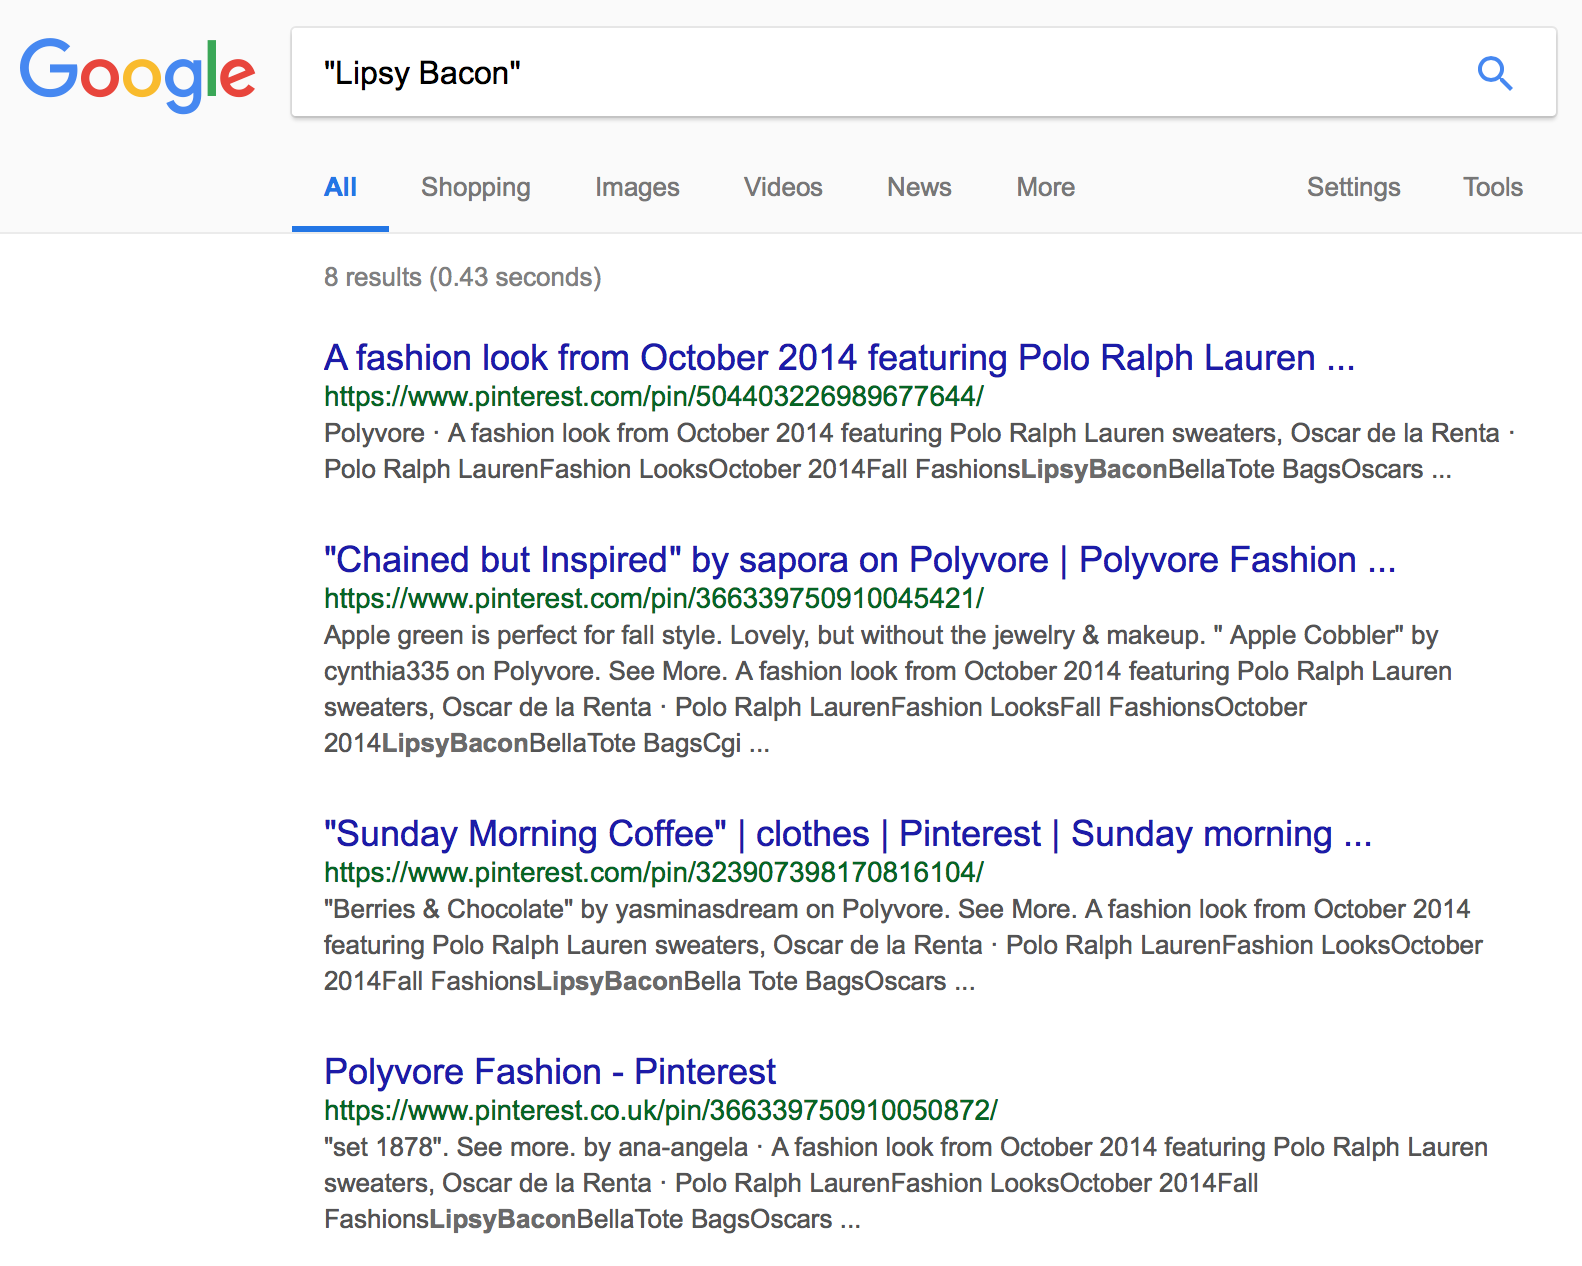 Google
"Lipsy Bacon"
All Shopping Images Videos News More Settings Tools
8 results (0.43 seconds)
A fashion look from October 2014 featuring Polo Ralph Lauren ...
https://www.pinterest.com/pin/504403226989677644/
Polyvore · A fashion look from October 2014 featuring Polo Ralph Lauren sweaters, Oscar de la Renta ·
Polo Ralph LaurenFashion LooksOctober 2014Fall FashionsLipsyBaconBellaTote BagsOscars ...
"Chained but Inspired" by sapora on Polyvore | Polyvore Fashion ...
https://www.pinterest.com/pin/366339750910045421/
Apple green is perfect for fall style. Lovely, but without the jewelry & makeup. " Apple Cobbler" by
cynthia335 on Polyvore. See More. A fashion look from October 2014 featuring Polo Ralph Lauren
sweaters, Oscar de la Renta · Polo Ralph LaurenFashion LooksFall FashionsOctober
2014LipsyBaconBellaTote BagsCgi ...
"Sunday Morning Coffee" | clothes | Pinterest | Sunday morning ...
https://www.pinterest.com/pin/323907398170816104/
"Berries & Chocolate" by yasminasdream on Polyvore. See More. A fashion look from October 2014
featuring Polo Ralph Lauren sweaters, Oscar de la Renta · Polo Ralph LaurenFashion LooksOctober
2014Fall FashionsLipsyBaconBella Tote BagsOscars ...
Polyvore Fashion - Pinterest
https://www.pinterest.co.uk/pin/366339750910050872/
"set 1878". See more. by ana-angela · A fashion look from October 2014 featuring Polo Ralph Lauren
sweaters, Oscar de la Renta · Polo Ralph LaurenFashion LooksOctober 2014Fall
FashionsLipsyBaconBellaTote BagsOscars ...